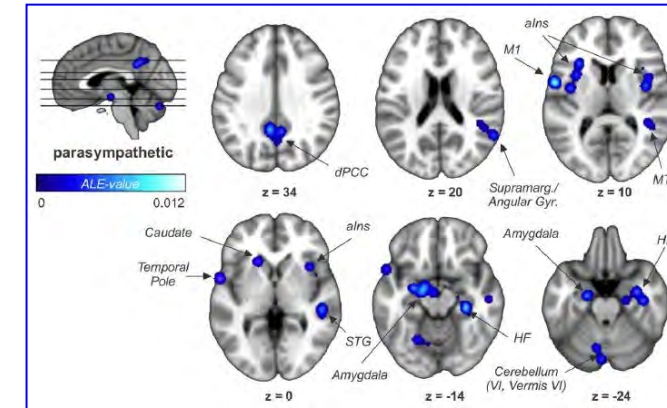 aIns
M1
parasympathetic
ALE-value
0
0.012
dPCC
z = 34
Supramarg./
Angular Gyr.
z = 20
MT
z = 10
Caudate
Temporal
Pole
aIns
STG
z = 0
Amygdala
HF
z = -14
Amygdala
Cerebellum
(VI, Vermis VI)
z = -24